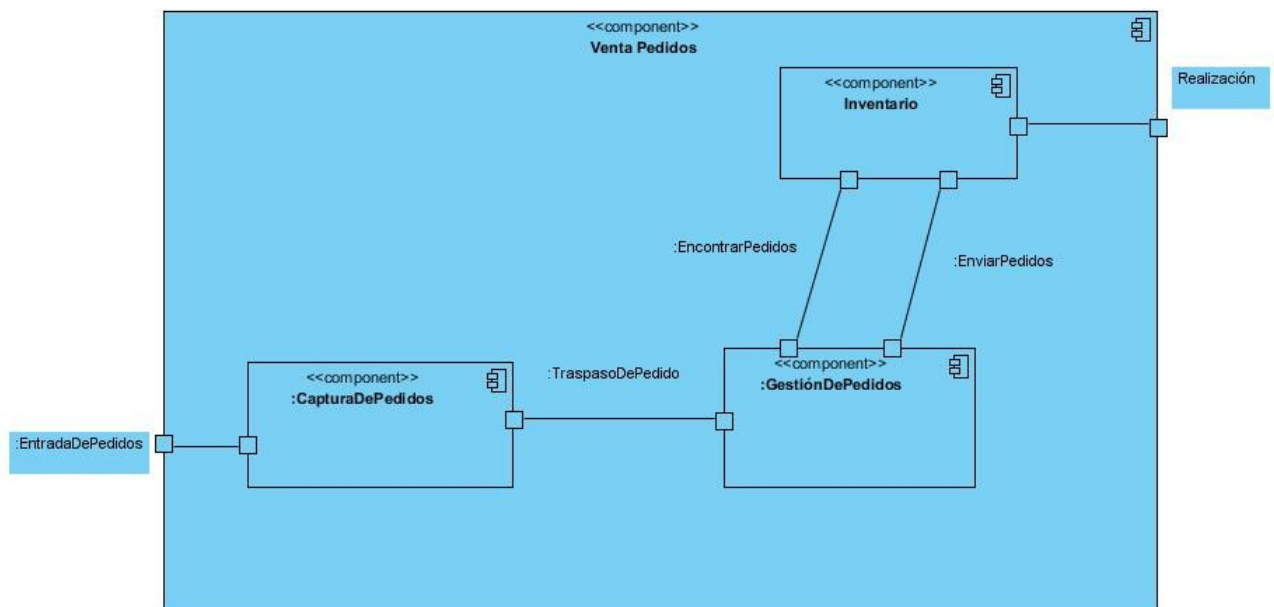 <<component>>
Venta Pedidos
<<component>>
Inventario
Realización
:EncontrarPedidos
:EnviarPedidos
<<component>>
:CapturaDePedidos
:TraspasoDePedido
<<component>>
:GestiónDePedidos
:EntradaDePedidos